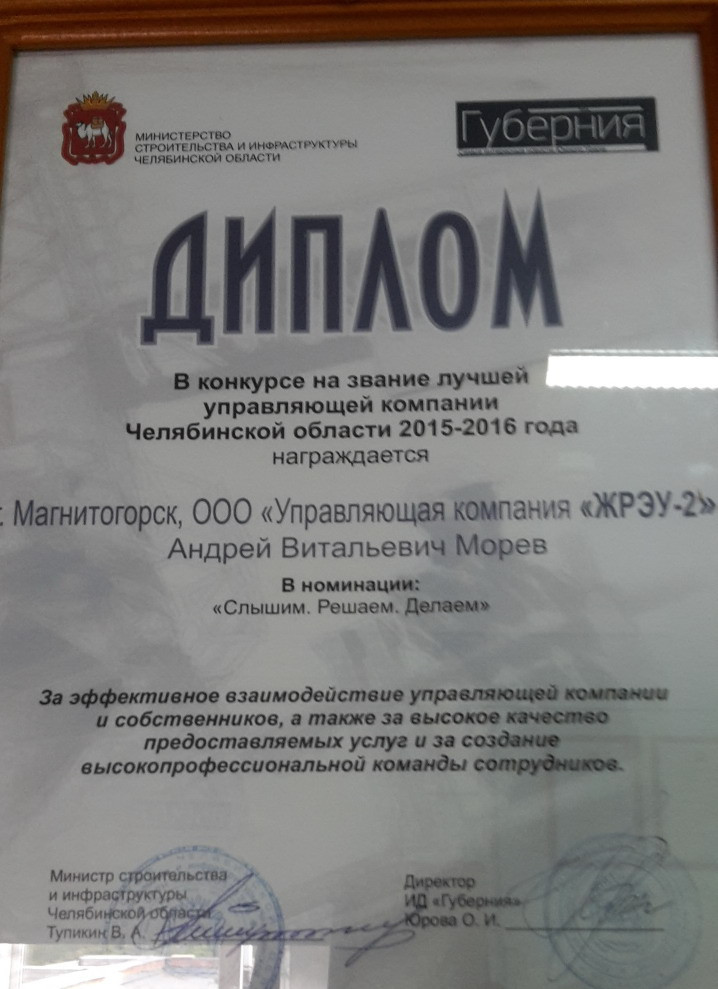 МИНИСТЕРСТВО
СТРОИТЕЛЬСТВА И ИНФРАСТРУКТУРЫ
ЧЕЛЯБИНСКОЙ ОБЛАСТИ
Губерния
ДИПЛОМ
В конкурсе на звание лучшей
управляющей компании
Челябинской области 2015-2016 года
награждается
г. Магнитогорск, ООО «Управляющая компания «ЖРЭУ-2»
Андрей Витальевич Морев
В номинации:
«Слышим. Решаем. Делаем»
За эффективное взаимодействие управляющей компании
и собственников, а также за высокое качество
предоставляемых услуг и за создание
высокопрофессиональной команды сотрудников.
Министр строительства
и инфраструктуры
Челябинской области
Тупикин В. А.
Директор
ИД «Губерния»
Юрова О. И.